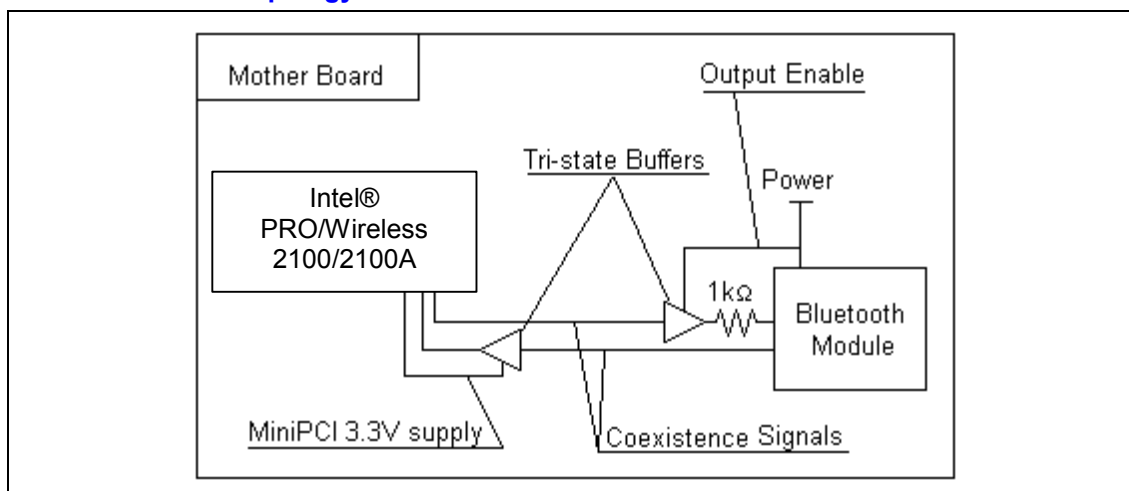 Mother Board
Output Enable
Tri-state Buffers
Power
Intel®
PRO/Wireless
2100/2100A
1kΩ
Bluetooth
Module
MiniPCI 3.3V supply
Coexistence Signals